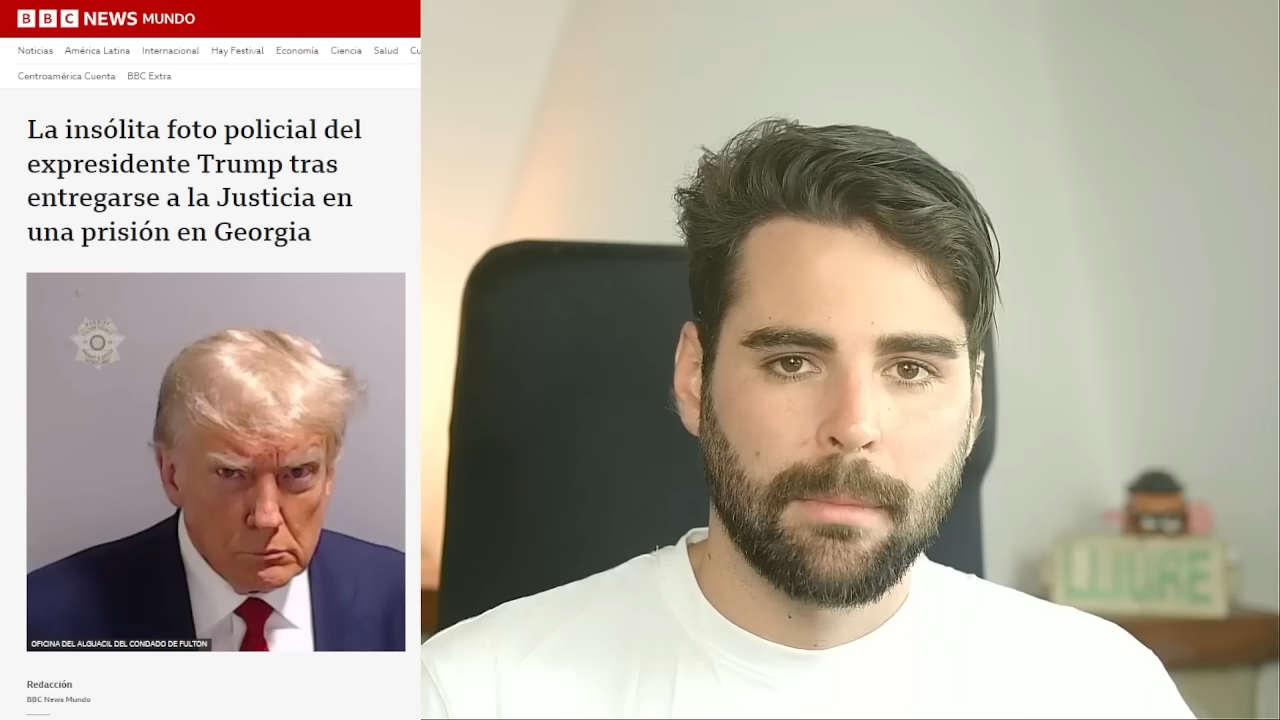 BBC NEWS MUNDO
Noticias América Latina Internacional Hay Festival Economía Ciencia Salud Cu
Centroamérica Cuenta BBC Extra
La insólita foto policial del
expresidente Trump tras
entregarse a la Justicia en
una prisión en Georgia
OFICINA DEL ALGUACIL DEL CONDADO DE FULTON
Redacción
BBC News Mundo
LLIURE